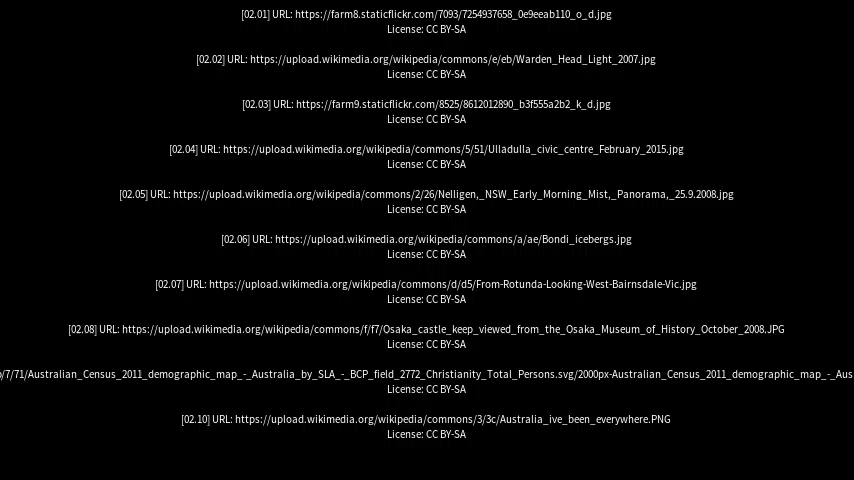 [02.01] URL: https://farm8.staticflickr.com/7093/7254937658_0e9eeab110_o_d.jpg
License: CC BY-SA
[02.02] URL: https://upload.wikimedia.org/wikipedia/commons/e/eb/Warden_Head_Light_2007.jpg
License: CC BY-SA
[02.03] URL: https://farm9.staticflickr.com/8525/8612012890_b3f555a2b2_k_d.jpg
License: CC BY-SA
[02.04] URL: https://upload.wikimedia.org/wikipedia/commons/5/51/Ulladulla_civic_centre_February_2015.jpg
License: CC BY-SA
[02.05] URL: https://upload.wikimedia.org/wikipedia/commons/2/26/Nelligen,_NSW_Early_Morning_Mist,_Panorama,_25.9.2008.jpg
License: CC BY-SA
[02.06] URL: https://upload.wikimedia.org/wikipedia/commons/a/ae/Bondi_icebergs.jpg
License: CC BY-SA
[02.07] URL: https://upload.wikimedia.org/wikipedia/commons/d/d5/From-Rotunda-Looking-West-Bairnsdale-Vic.jpg
License: CC BY-SA
[02.08] URL: https://upload.wikimedia.org/wikipedia/commons/f/f7/Osaka_castle_keep_viewed_from_the_Osaka_Museum_of_History_October_2008.JPG
License: CC BY-SA
/7/71/Australian_Census_2011_demographic_map_-_Australia_by_SLA_-_BCP_field_2772_Christianity_Total_Persons.svg/2000px-Australian_Census_2011_demographic_map_-_Aus
License: CC BY-SA
[02.10] URL: https://upload.wikimedia.org/wikipedia/commons/3/3c/Australia_ive_been_everywhere.PNG
License: CC BY-SA